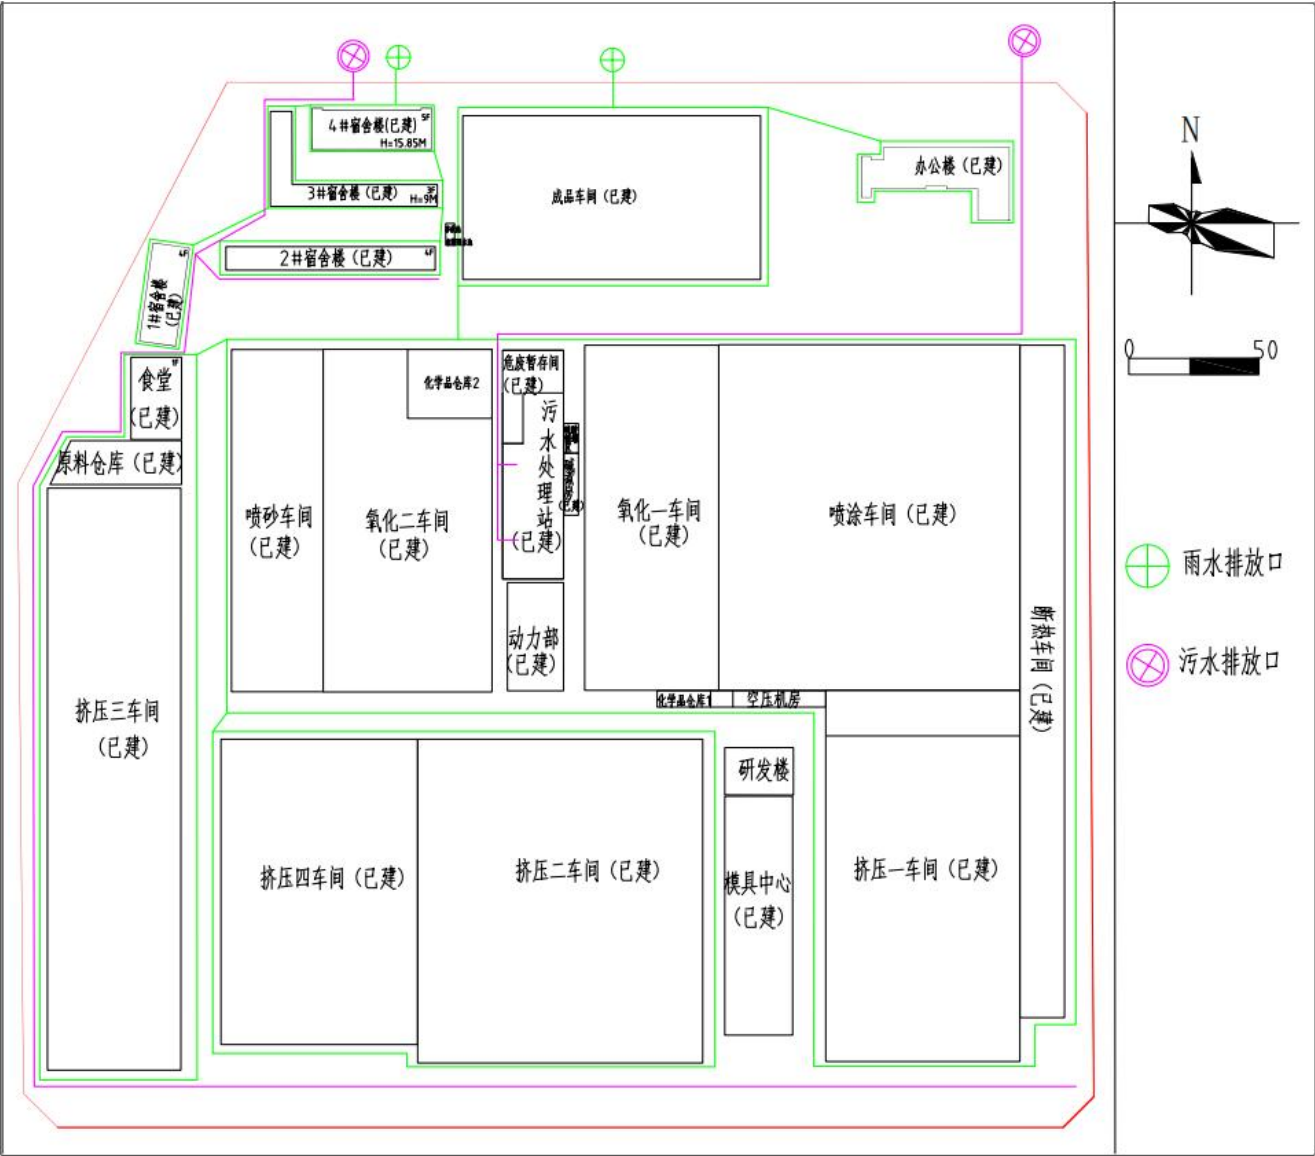 4#宿舍楼(已建)
5F
H=15.85M
3#宿舍楼(已建)
3F
H=9M
2#宿舍楼(已建)
4F
1#宿舍楼
(已建)
4F
成品车间(已建)
办公楼(已建)
N
0
50
食堂
(已建)
1F
原料仓库(已建)
喷砂车间
(已建)
氧化二车间
(已建)
化学品仓库2
危废暂存间
(已建)
污水处理站
(已建)
动力部
(已建)
氧化一车间
(已建)
喷涂车间(已建)
断热车间(已建)
化学品仓库1
空压机房
挤压三车间
(已建)
挤压四车间(已建)
挤压二车间(已建)
研发楼
模具中心
(已建)
挤压一车间(已建)
雨水排放口
污水排放口